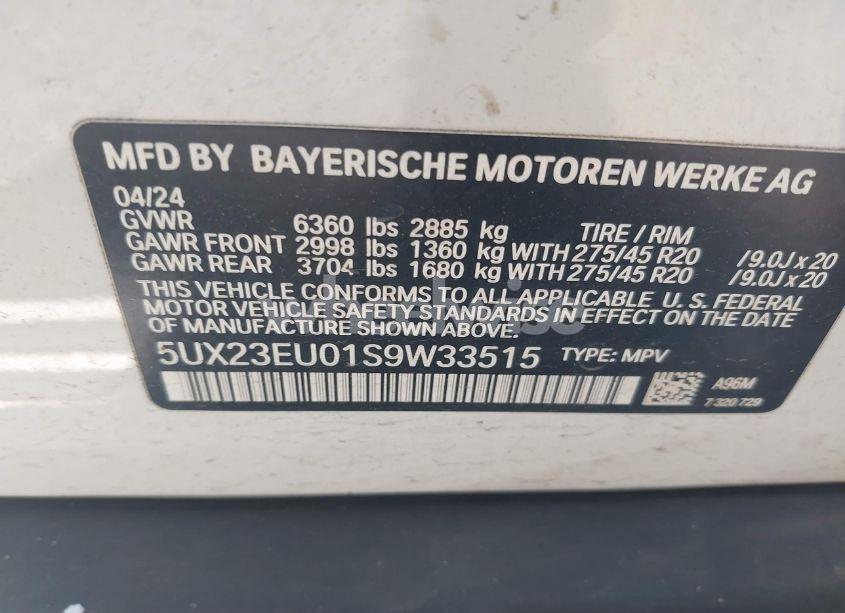 MFD BY BAYERISCHE MOTOREN WERKE AG
04/24
GVWR 6360 lbs 2885 kg TIRE / RIM
GAWR FRONT 2998 lbs 1360 kg WITH 275/45 R20 /9.0J x 20
GAWR REAR 3704 lbs 1680 kg WITH 275/45 R20 /9.0J x 20
THIS VEHICLE CONFORMS TO ALL APPLICABLE U. S. FEDERAL
MOTOR VEHICLE SAFETY STANDARDS IN EFFECT ON THE DATE
OF MANUFACTURE SHOWN ABOVE.
5UX23EU01S9W33515 TYPE: MPV
A96M
7 320 729